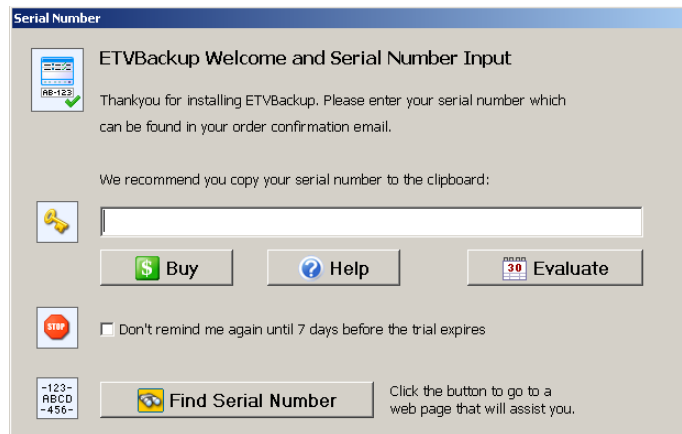 Serial Number
ETVBackup Welcome and Serial Number Input
AB-123
Thankyou for installing ETVBackup. Please enter your serial number which
can be found in your order confirmation email.
We recommend you copy your serial number to the clipboard:
$ Buy
? Help
30 Evaluate
STOP
Don't remind me again until 7 days before the trial expires
-123-
ABCD
-456-
Find Serial Number
Click the button to go to a
web page that will assist you.